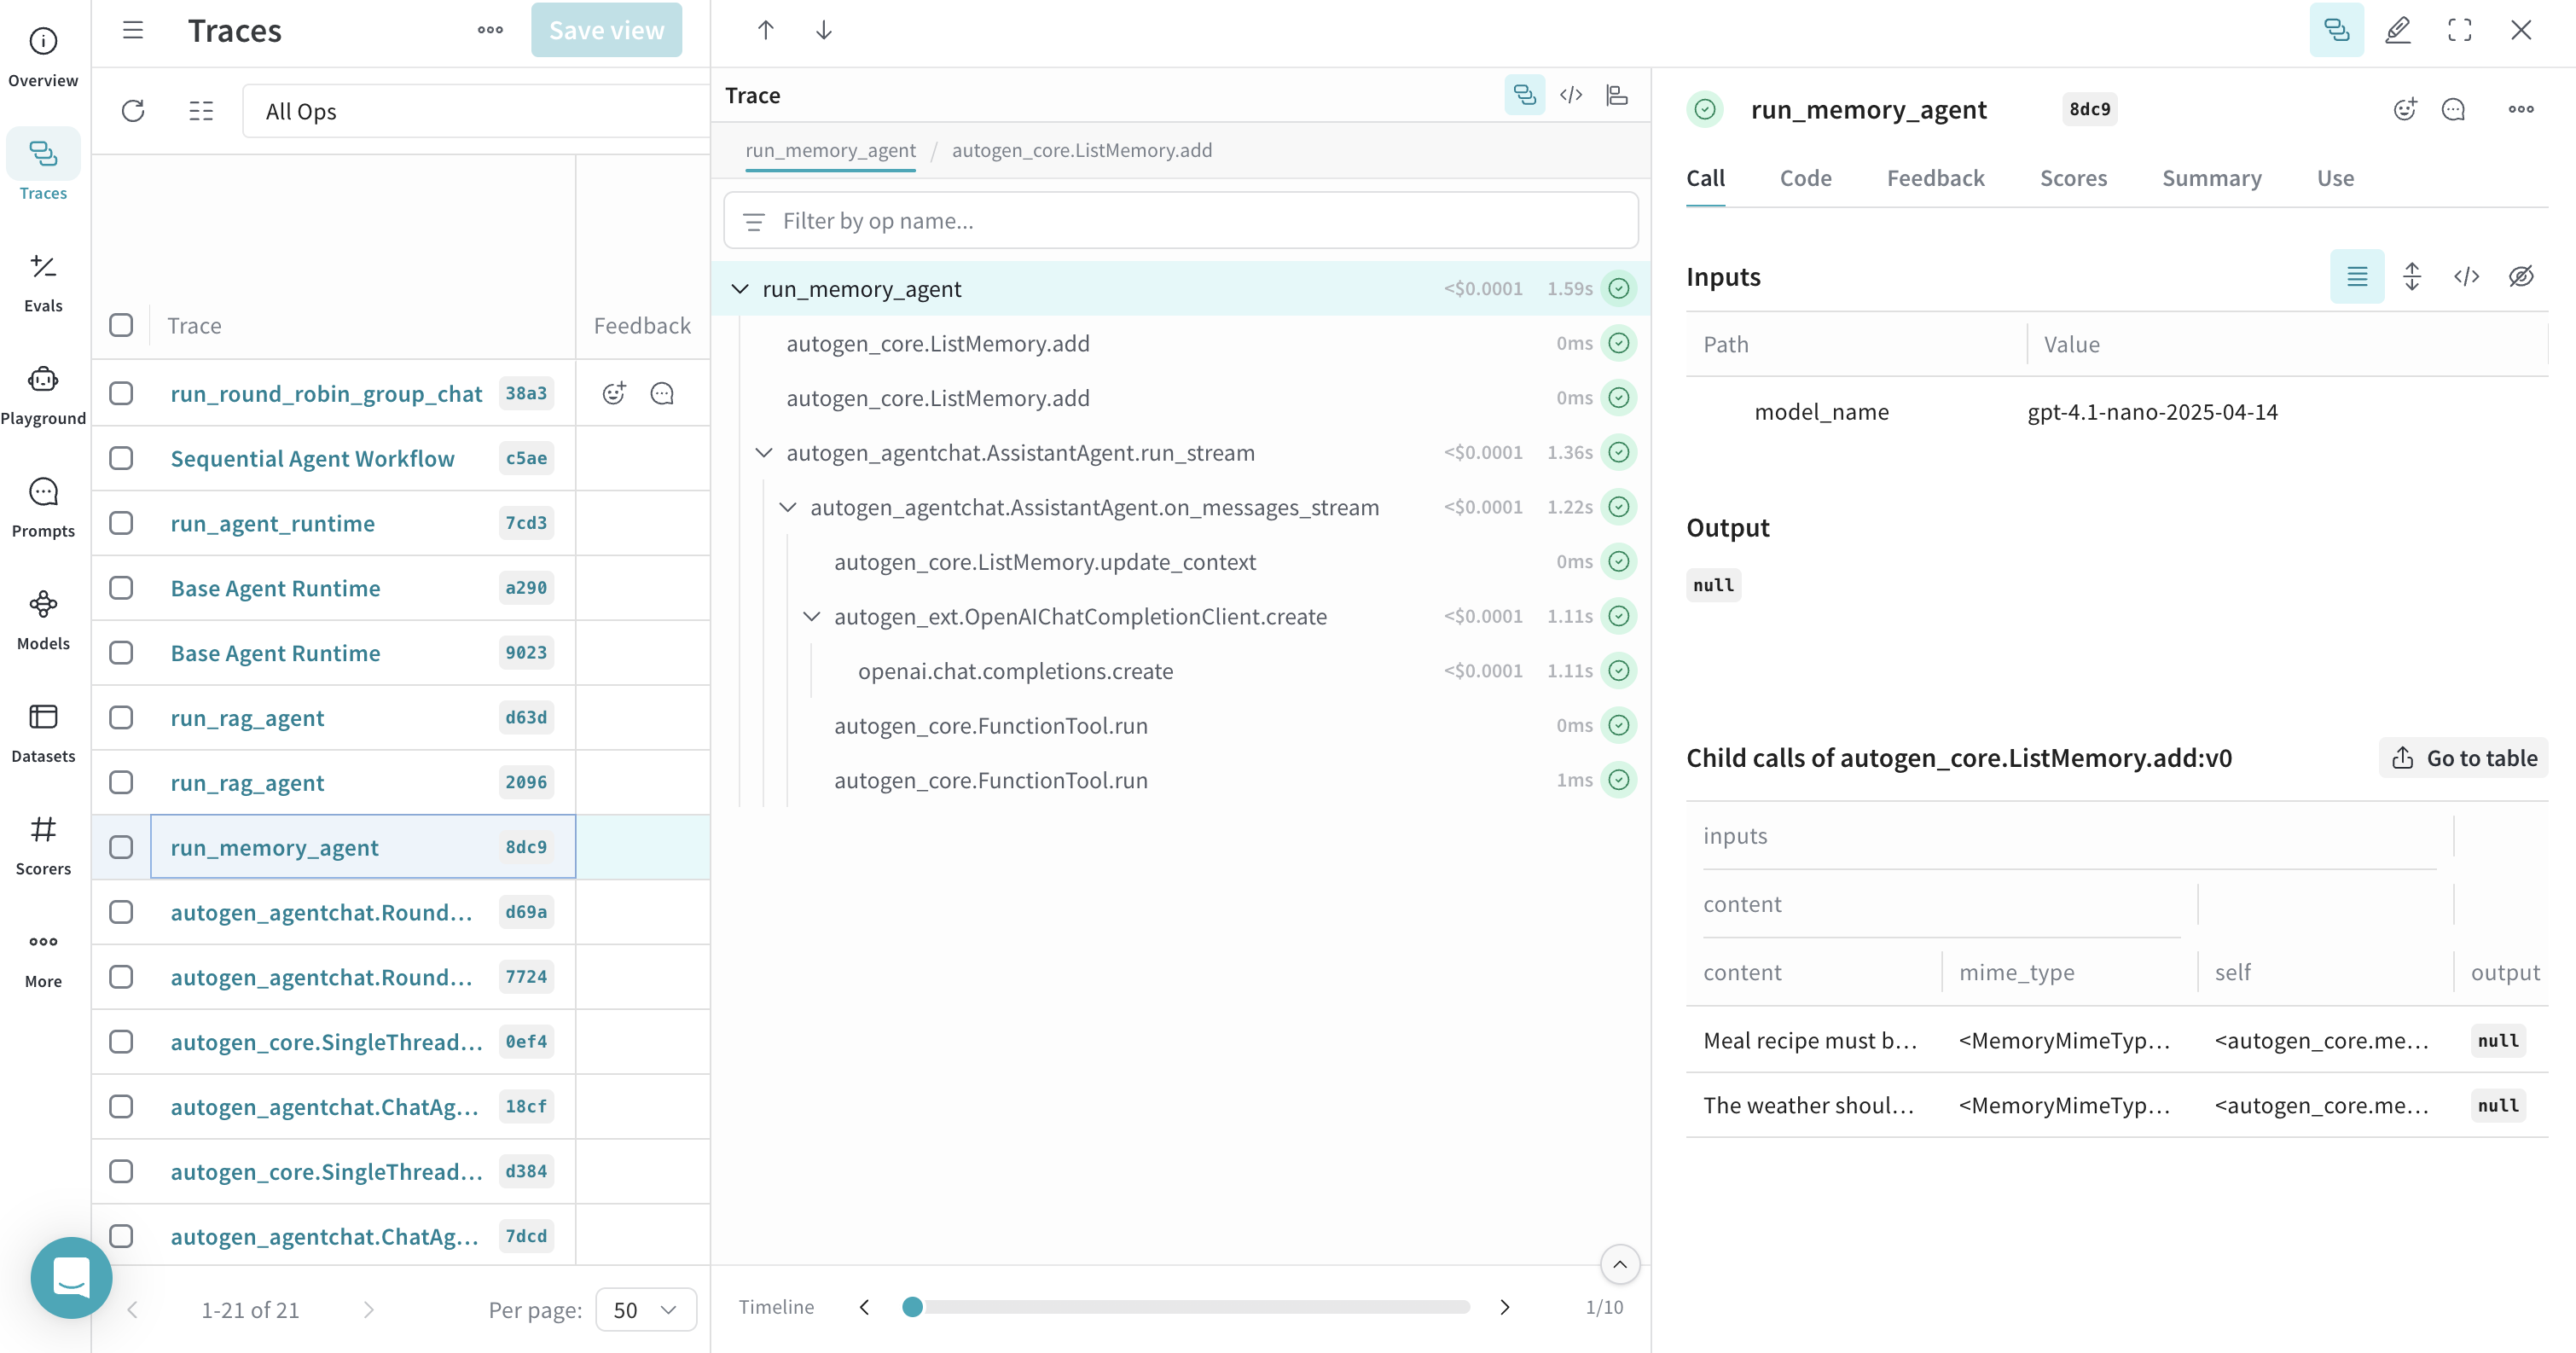 Overview
Traces
Evals
Playground
Prompts
Models
Datasets
Scorers
More
Traces
Save view
All Ops
Trace Feedback
run_round_robin_group_chat 38a3
Sequential Agent Workflow c5ae
run_agent_runtime 7cd3
Base Agent Runtime a290
Base Agent Runtime 9023
run_rag_agent d63d
run_rag_agent 2096
run_memory_agent 8dc9
autogen_agentchat.Round... d69a
autogen_agentchat.Round... 7724
autogen_core.SingleThread... 0ef4
autogen_agentchat.ChatAg... 18cf
autogen_core.SingleThread... d384
autogen_agentchat.ChatAg... 7dcd
1-21 of 21 Per page: 50
Trace
run_memory_agent / autogen_core.ListMemory.add
Filter by op name...
run_memory_agent <$0.0001 1.59s
autogen_core.ListMemory.add 0ms
autogen_core.ListMemory.add 0ms
autogen_agentchat.AssistantAgent.run_stream <$0.0001 1.36s
autogen_agentchat.AssistantAgent.on_messages_stream <$0.0001 1.22s
autogen_core.ListMemory.update_context 0ms
autogen_ext.OpenAIChatCompletionClient.create <$0.0001 1.11s
openai.chat.completions.create <$0.0001 1.11s
autogen_core.FunctionTool.run 0ms
autogen_core.FunctionTool.run 1ms
Timeline 1/10
run_memory_agent 8dc9
Call Code Feedback Scores Summary Use
Inputs
Path Value
model_name gpt-4.1-nano-2025-04-14
Output
null
Child calls of autogen_core.ListMemory.add:v0 Go to table
inputs
content
content mime_type self output
Meal recipe must b... <MemoryMimeTyp... <autogen_core.me... null
The weather shoul... <MemoryMimeTyp... <autogen_core.me... null